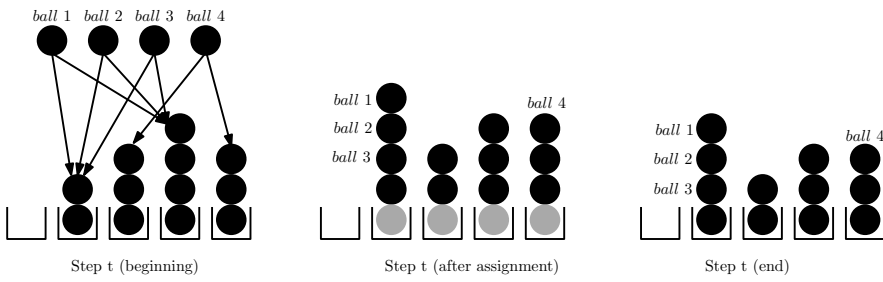 ball 1 ball 2 ball 3 ball 4
ball 1
ball 2
ball 3
ball 4
ball 1
ball 2
ball 3
ball 4
Step t (beginning)
Step t (after assignment)
Step t (end)